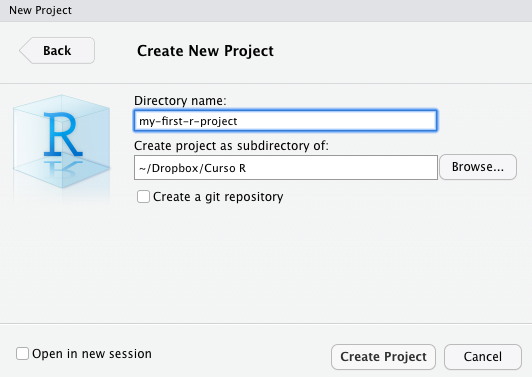 New Project
Back
Create New Project
R
Directory name:
my-first-r-project
Create project as subdirectory of:
~/Dropbox/Curso R
Browse...
Create a git repository
Open in new session
Create Project
Cancel